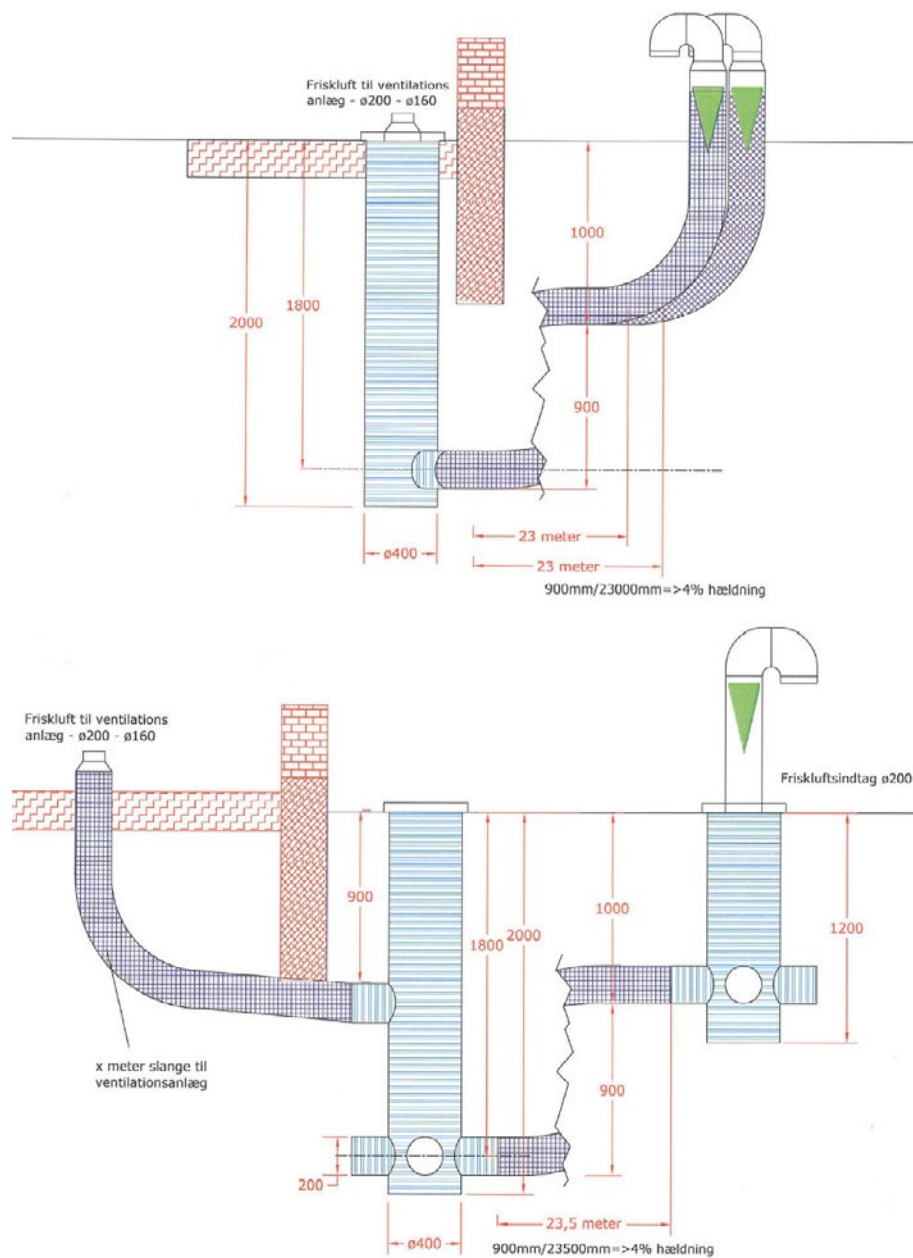 Friskluft til ventilations
anlæg - ø200 - ø160
1000
1800
2000
900
23 meter
ø400
23 meter
900mm/23000mm=>4% hældning
Friskluft til ventilations
anlæg - ø200 - ø160
Friskluftsindtag ø200
900
1000
1800
2000
1200
x meter slange til
ventilationsanlæg
900
200
23,5 meter
ø400
900mm/23500mm=>4% hældning